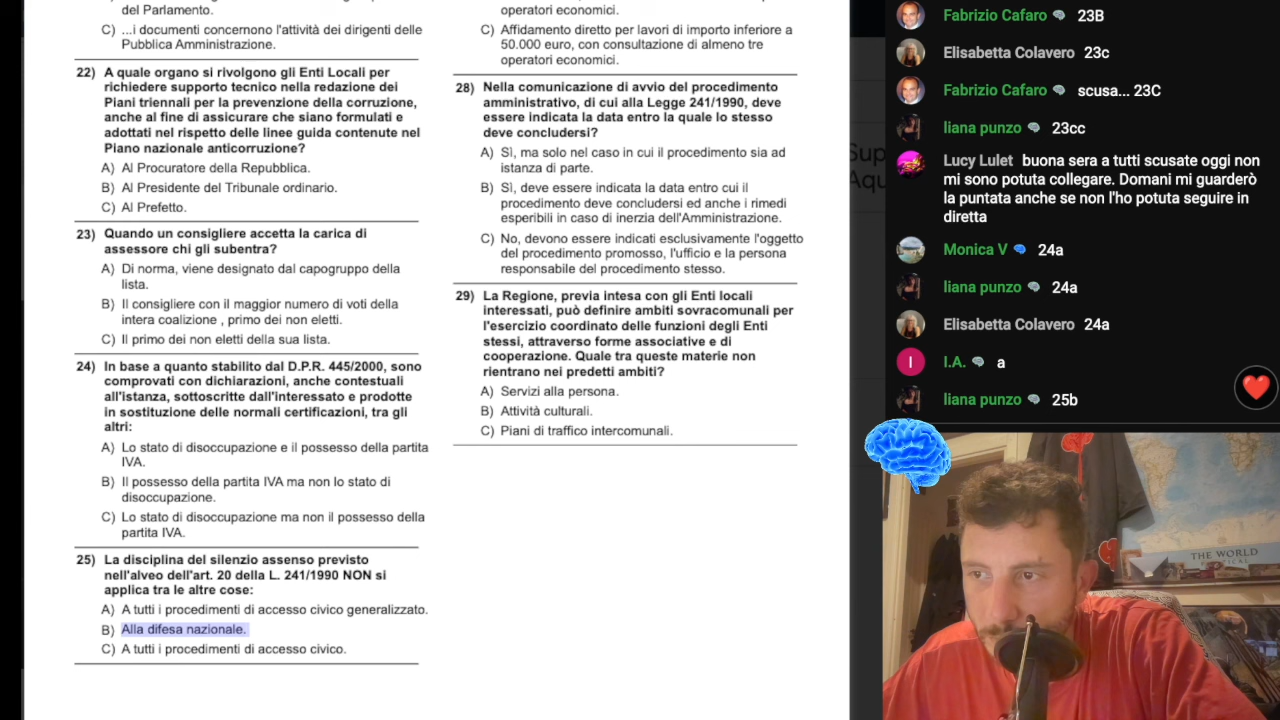 del Parlamento.
C) ...i documenti concernono l'attività dei dirigenti delle
Pubblica Amministrazione.
22) A quale organo si rivolgono gli Enti Locali per
richiedere supporto tecnico nella redazione dei
Piani triennali per la prevenzione della corruzione,
anche al fine di assicurare che siano formulati e
adottati nel rispetto delle linee guida contenute nel
Piano nazionale anticorruzione?
A) Al Procuratore della Repubblica.
B) Al Presidente del Tribunale ordinario.
C) Al Prefetto.
23) Quando un consigliere accetta la carica di
assessore chi gli subentra?
A) Di norma, viene designato dal capogruppo della
lista.
B) Il consigliere con il maggior numero di voti della
intera coalizione , primo dei non eletti.
C) Il primo dei non eletti della sua lista.
24) In base a quanto stabilito dal D.P.R. 445/2000, sono
comprovati con dichiarazioni, anche contestuali
all'istanza, sottoscritte dall'interessato e prodotte
in sostituzione delle normali certificazioni, tra gli
altri:
A) Lo stato di disoccupazione e il possesso della partita
IVA.
B) Il possesso della partita IVA ma non lo stato di
disoccupazione.
C) Lo stato di disoccupazione ma non il possesso della
partita IVA.
25) La disciplina del silenzio assenso previsto
nell'alveo dell'art. 20 della L. 241/1990 NON si
applica tra le altre cose:
A) A tutti i procedimenti di accesso civico generalizzato.
B) Alla difesa nazionale.
C) A tutti i procedimenti di accesso civico.
operatori economici.
C) Affidamento diretto per lavori di importo inferiore a
50.000 euro, con consultazione di almeno tre
operatori economici.
28) Nella comunicazione di avvio del procedimento
amministrativo, di cui alla Legge 241/1990, deve
essere indicata la data entro la quale lo stesso
deve concludersi?
A) Sì, ma solo nel caso in cui il procedimento sia ad
istanza di parte.
B) Sì, deve essere indicata la data entro cui il
procedimento deve concludersi ed anche i rimedi
esperibili in caso di inerzia dell'Amministrazione.
C) No, devono essere indicati esclusivamente l'oggetto
del procedimento promosso, l'ufficio e la persona
responsabile del procedimento stesso.
29) La Regione, previa intesa con gli Enti locali
interessati, può definire ambiti sovracomunali per
l'esercizio coordinato delle funzioni degli Enti
stessi, attraverso forme associative e di
cooperazione. Quale tra queste materie non
rientrano nei predetti ambiti?
A) Servizi alla persona.
B) Attività culturali.
C) Piani di traffico intercomunali.
Sup
Aqu
Fabrizio Cafaro 23B
Elisabetta Colavero 23c
Fabrizio Cafaro scusa... 23C
liana punzo 23cc
Lucy Lulet buona sera a tutti scusate oggi non
mi sono potuta collegare. Domani mi guarderò
la puntata anche se non l'ho potuta seguire in
diretta
Monica V 24a
liana punzo 24a
Elisabetta Colavero 24a
I I.A. a
liana punzo 25b
THE WORLD